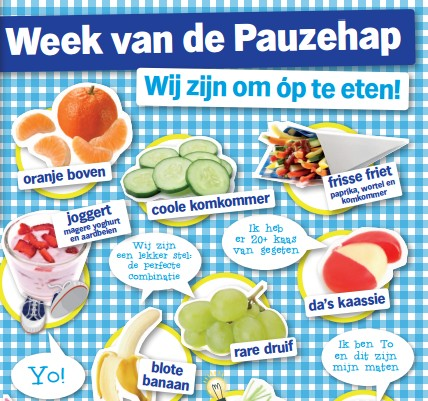 Week van de Pauzehap
Wij zijn om óp te eten!
oranje boven
coole komkommer
frisse friet
paprika, wortel en
komkommer
joggert
magere yoghurt
en aardbeien
Wij zijn
een lekker stel:
de perfecte
combinatie
Ik heb
er 20+ kaas
van gegeten
da's kaassie
Yo!
blote
banaan
rare druif
Ik ben To
en dit zijn
mijn maten